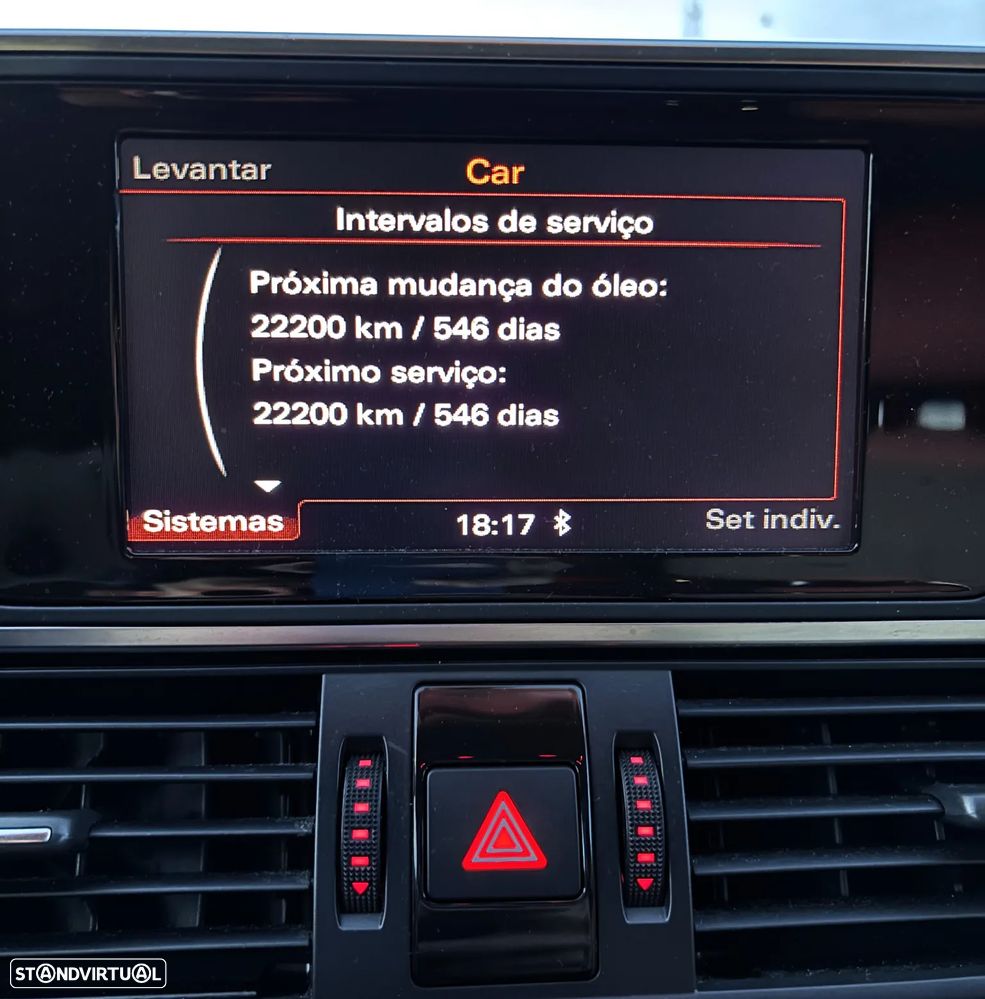 Levantar
Car
Intervalos de serviço
Próxima mudança do óleo:
22200 km / 546 dias
Próximo serviço:
22200 km / 546 dias
Sistemas
18:17
Set indiv.
STANDVIRTUAL